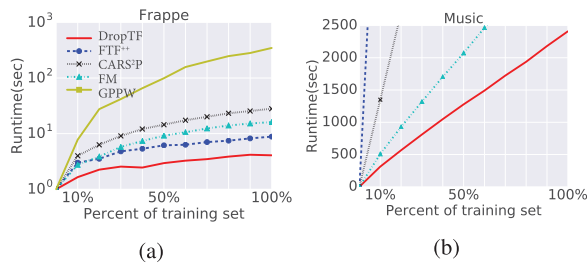 Frappe
Runtime(sec)
10³
10²
10¹
10⁰
DropTF
FTF⁺⁺
CARS²P
FM
GPPW
10%
50%
100%
Percent of training set
(a)
Music
Runtime(sec)
2500
2000
1500
1000
500
0
10%
50%
100%
Percent of training set
(b)